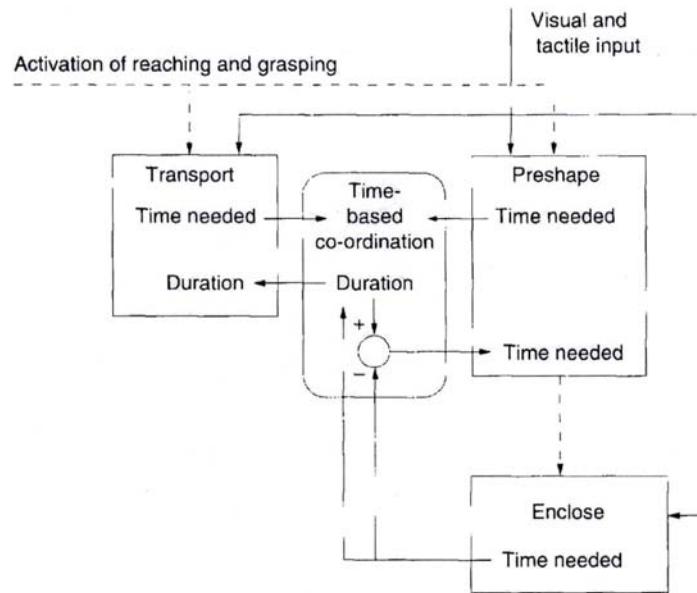 Visual and
tactile input
Activation of reaching and grasping
Transport
Time-
based
co-ordination
Preshape
Time needed
Time needed
Duration
Duration
+
−
Time needed
Enclose
Time needed